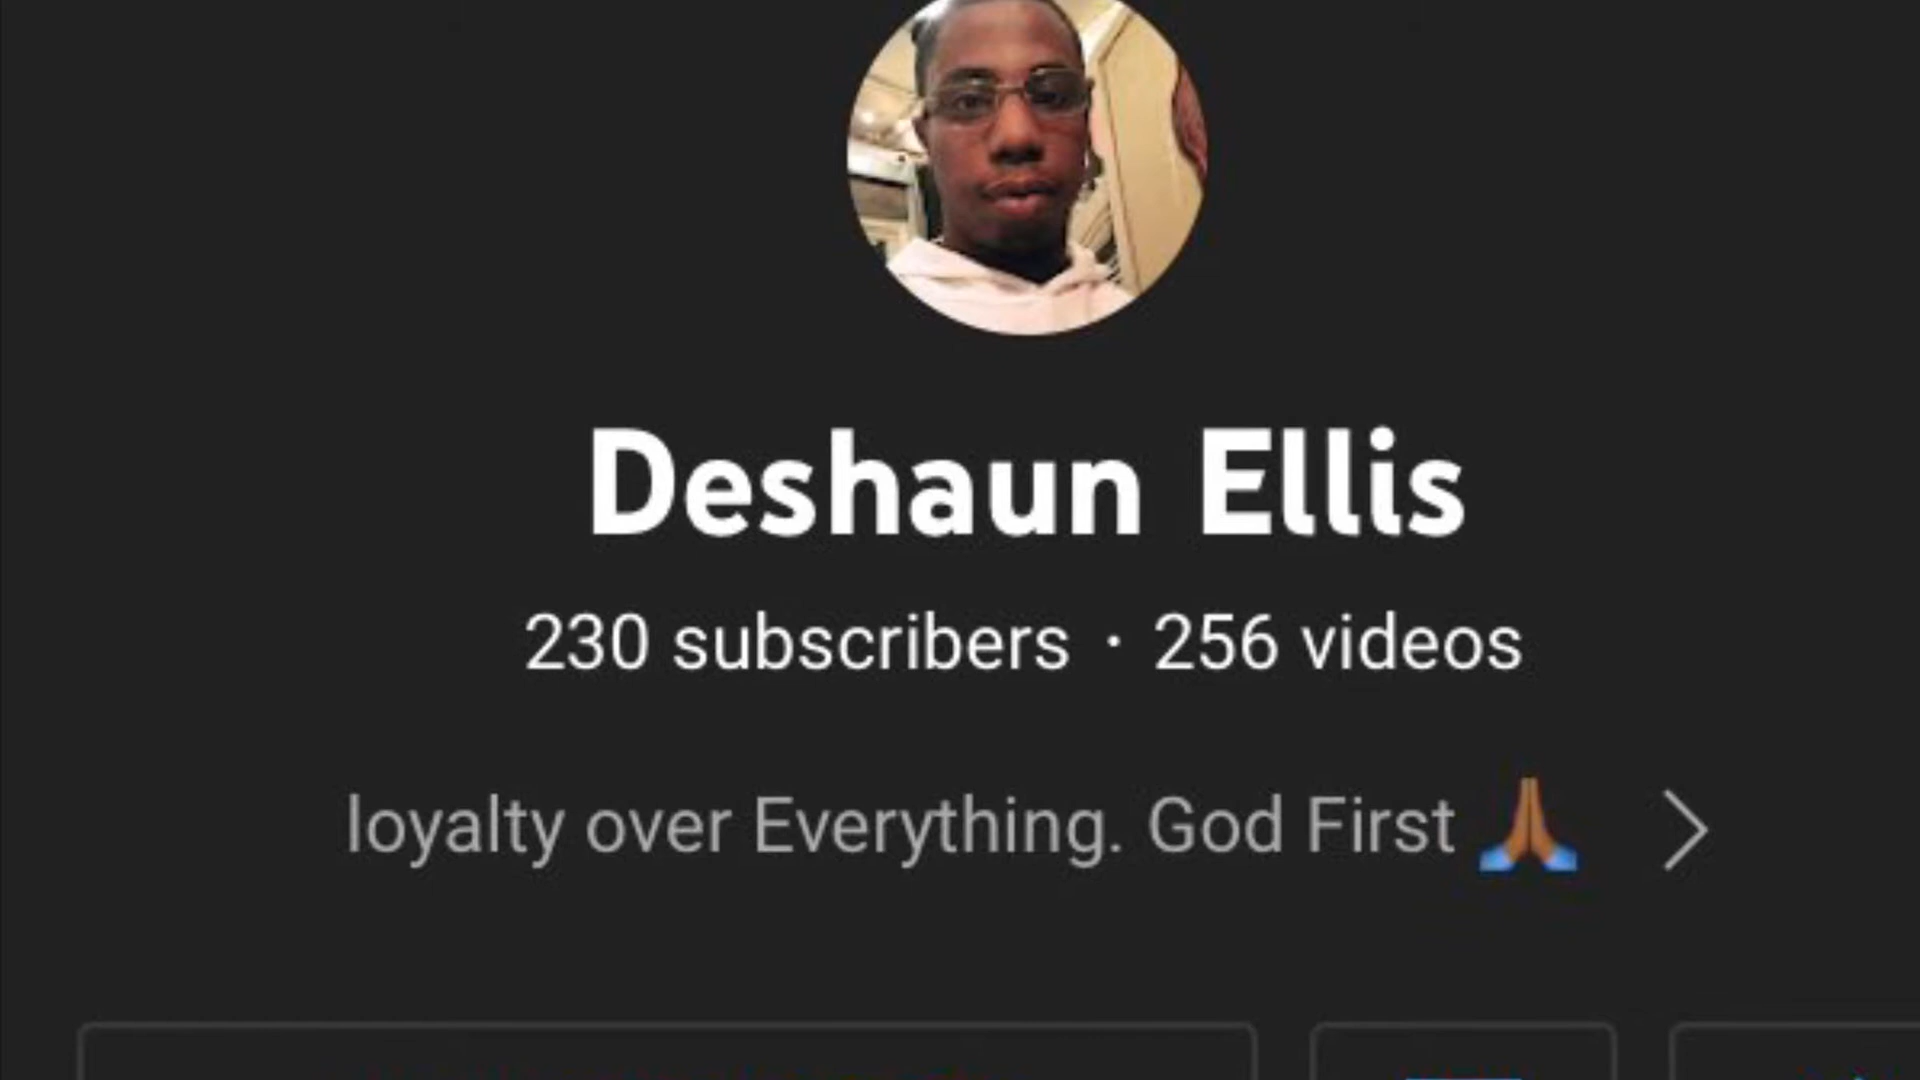 Deshaun Ellis
230 subscribers · 256 videos
loyalty over Everything. God First 🙏🏾